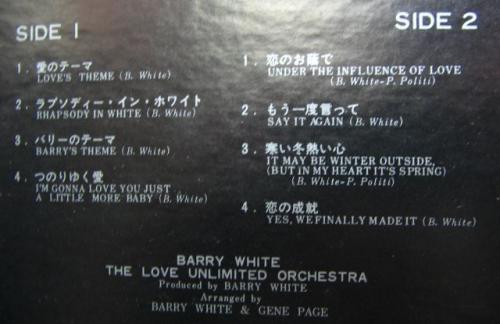 SIDE 1
1. 愛のテーマ
LOVE'S THEME (B. White)
2. ラプソディー・イン・ホワイト
RHAPSODY IN WHITE (B. White)
3. バリーのテーマ
BARRY'S THEME (B. White)
4. つのりゆく愛
I'M GONNA LOVE YOU JUST
A LITTLE MORE BABY (B. White)
SIDE 2
1. 恋のお蔭で
UNDER THE INFLUENCE OF LOVE
(B. White-P. Politi)
2. もう一度言って
SAY IT AGAIN (B. White)
3. 寒い冬熱い心
IT MAY BE WINTER OUTSIDE,
(BUT IN MY HEART IT'S SPRING)
(B. White-P. Politi)
4. 恋の成就
YES, WE FINALLY MADE IT (B. White)
BARRY WHITE
THE LOVE UNLIMITED ORCHESTRA
Produced by BARRY WHITE
Arranged by
BARRY WHITE & GENE PAGE